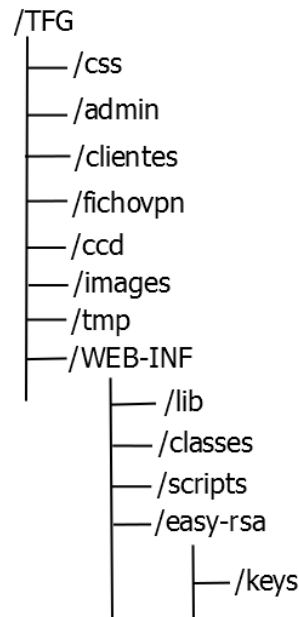 /TFG
/css
/admin
/clientes
/fichovpn
/ccd
/images
/tmp
/WEB-INF
/lib
/classes
/scripts
/easy-rsa
/keys